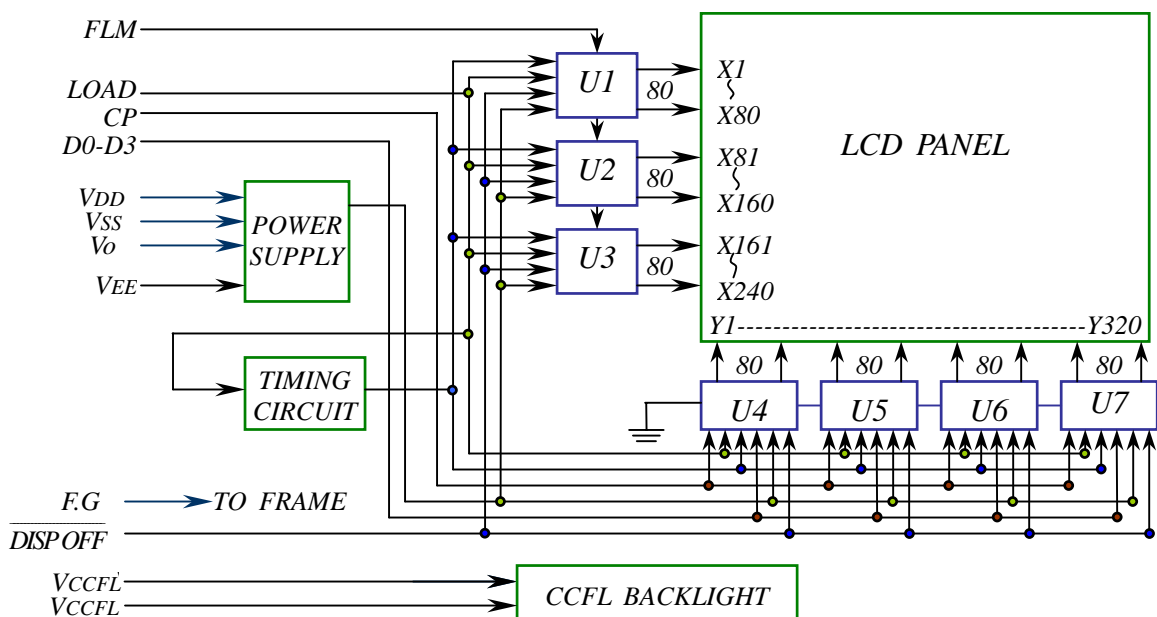 FLM
LOAD
CP
D0-D3
VDD
VSS
Vo
VEE
POWER
SUPPLY
TIMING
CIRCUIT
F.G
TO FRAME
DISPOFF
VCCFL
VCCFL
CCFL BACKLIGHT
U1
U2
U3
80
80
80
X1
X80
X81
X160
X161
X240
LCD PANEL
Y1 Y320
80
80
80
80
U4
U5
U6
U7